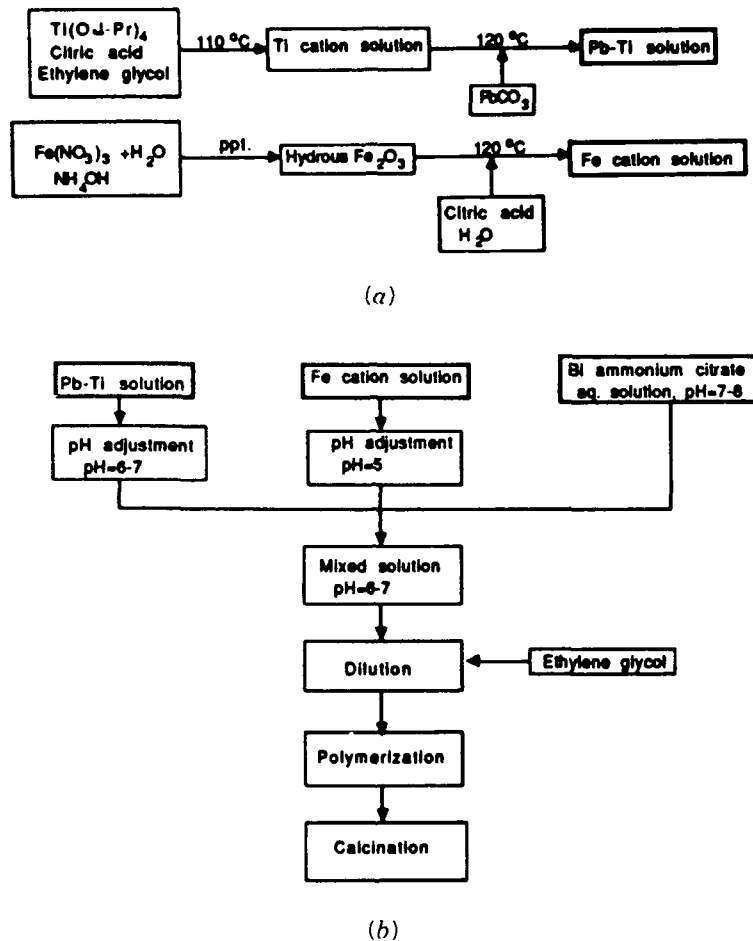 Ti(O-i-Pr)4
Citric acid
Ethylene glycol
110 °C
Ti cation solution
120 °C
Pb-Ti solution
PbCO3
Fe(NO3)3 +H2O
NH4OH
ppt.
Hydrous Fe2O3
120 °C
Fe cation solution
Citric acid
H2O
(a)
Pb-Ti solution
Fe cation solution
Bi ammonium citrate
aq. solution, pH=7-8
pH adjustment
pH=6-7
pH adjustment
pH=5
Mixed solution
pH=6-7
Dilution
Ethylene glycol
Polymerization
Calcination
(b)